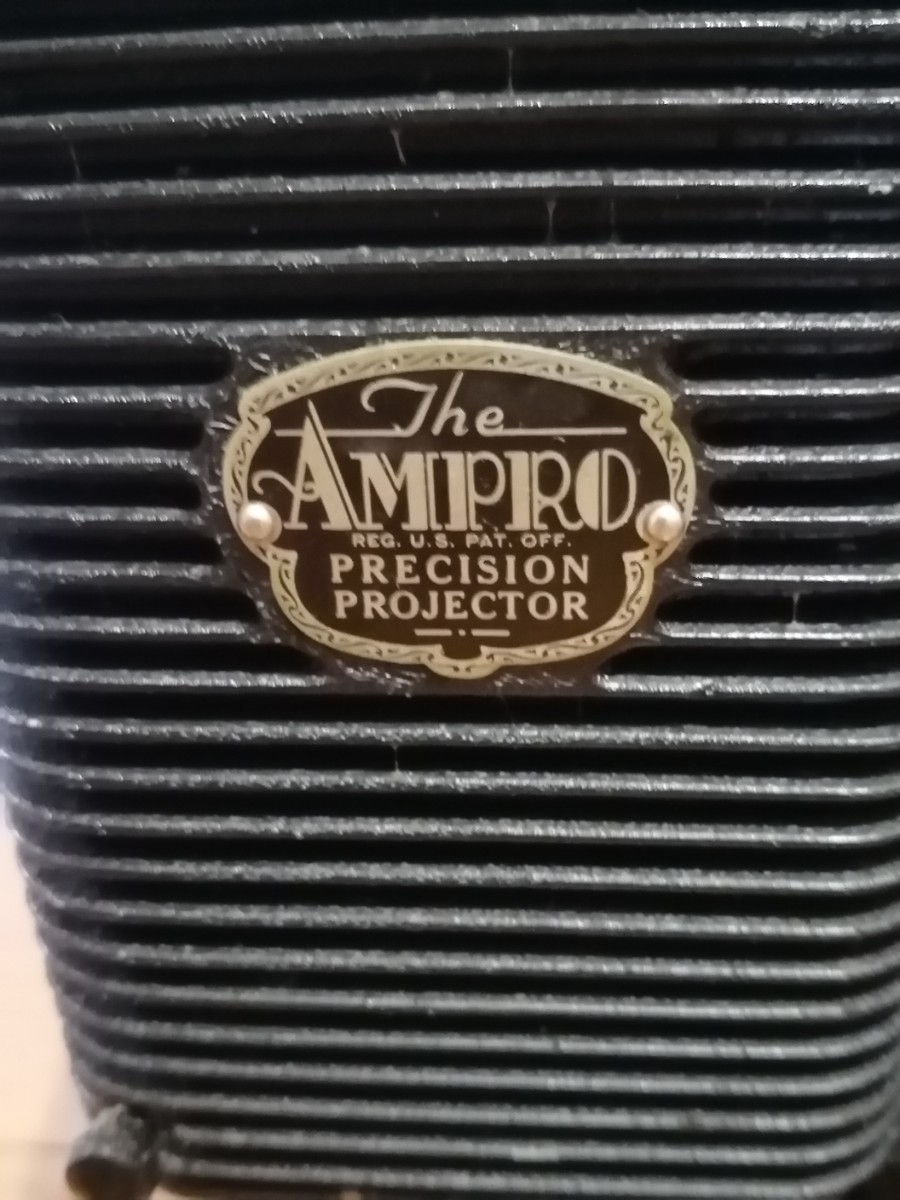 The
AMPRO
REG. U.S. PAT. OFF.
PRECISION
PROJECTOR